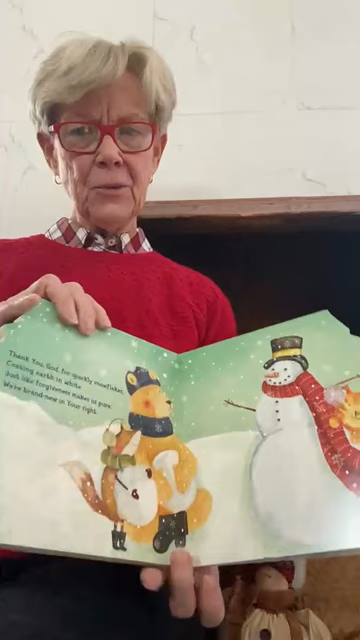 Thank You, God, for sparkly snowflakes,
Coating earth in white.
Just like forgiveness makes us pure.
We're brand-new in Your sight.